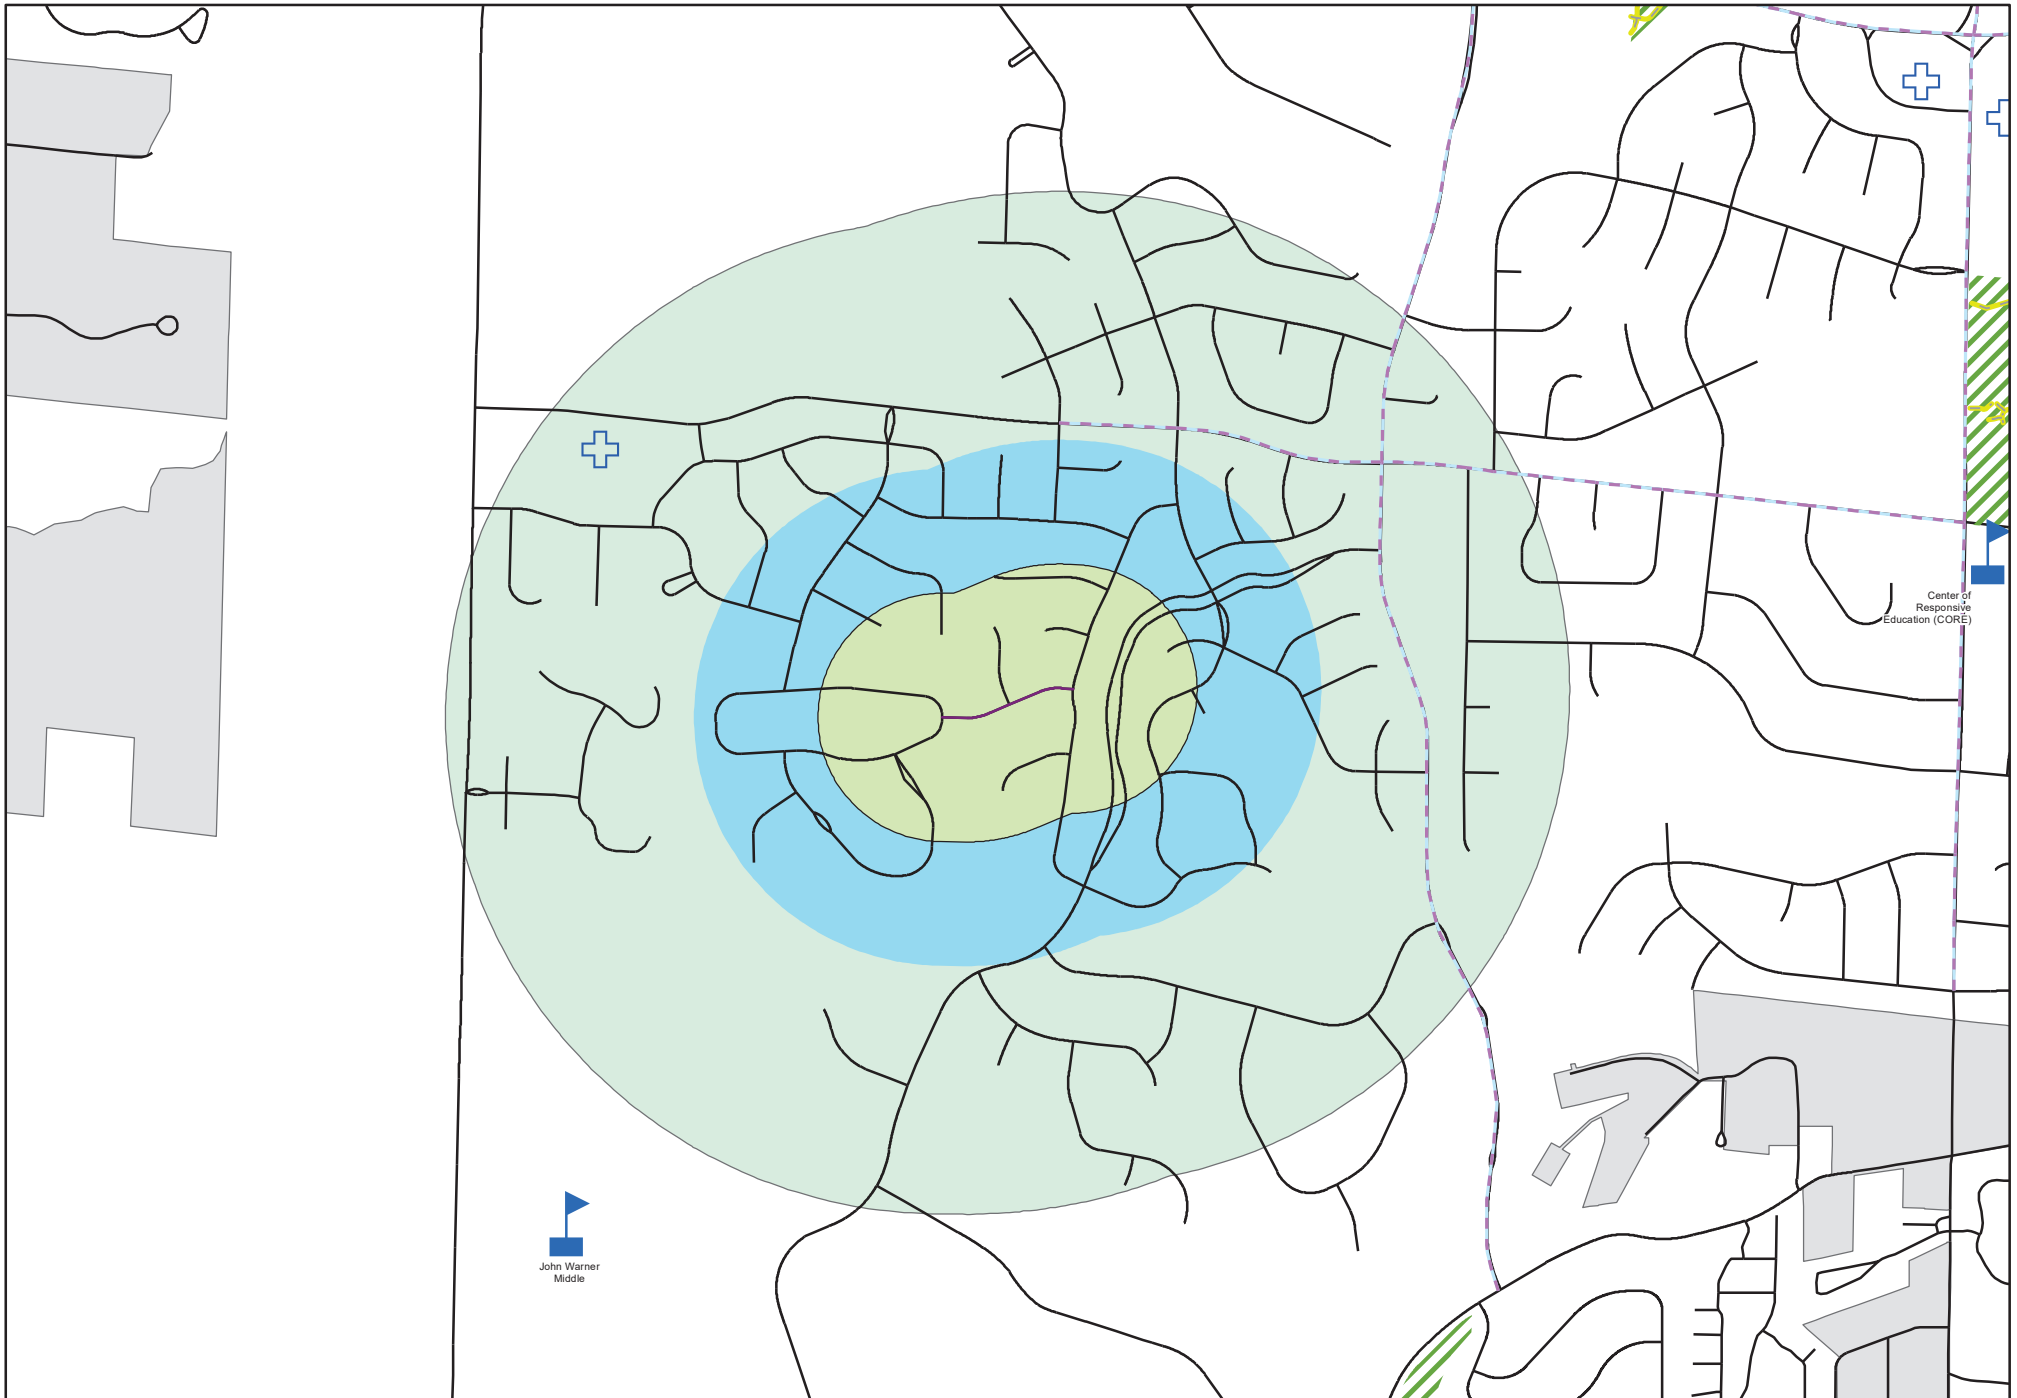 Center of
Responsive
Education (CORE)
John Warner
Middle